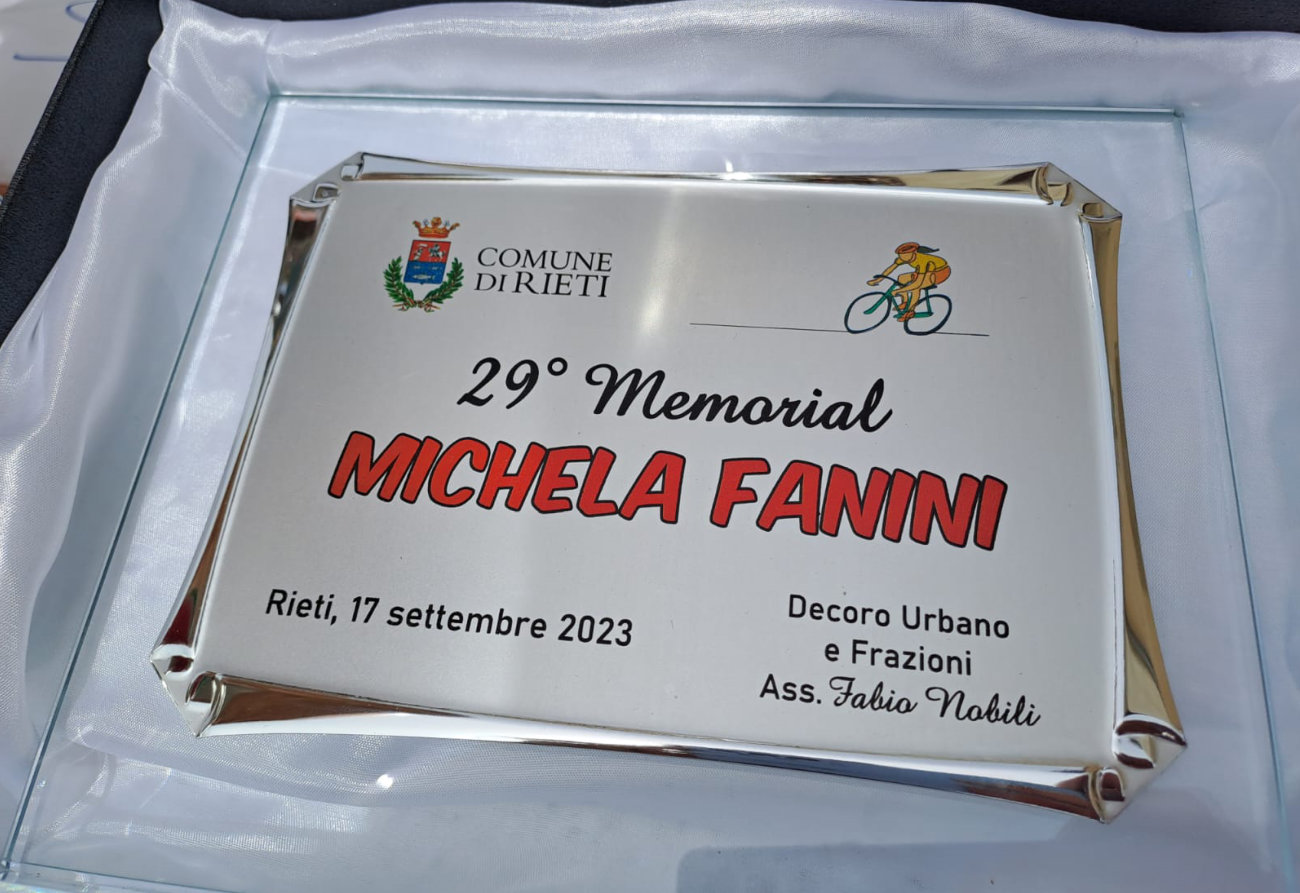 COMUNE
DI RIETI
29° Memorial
MICHELA FANINI
Rieti, 17 settembre 2023
Decoro Urbano
e Frazioni
Ass. Fabio Nobili